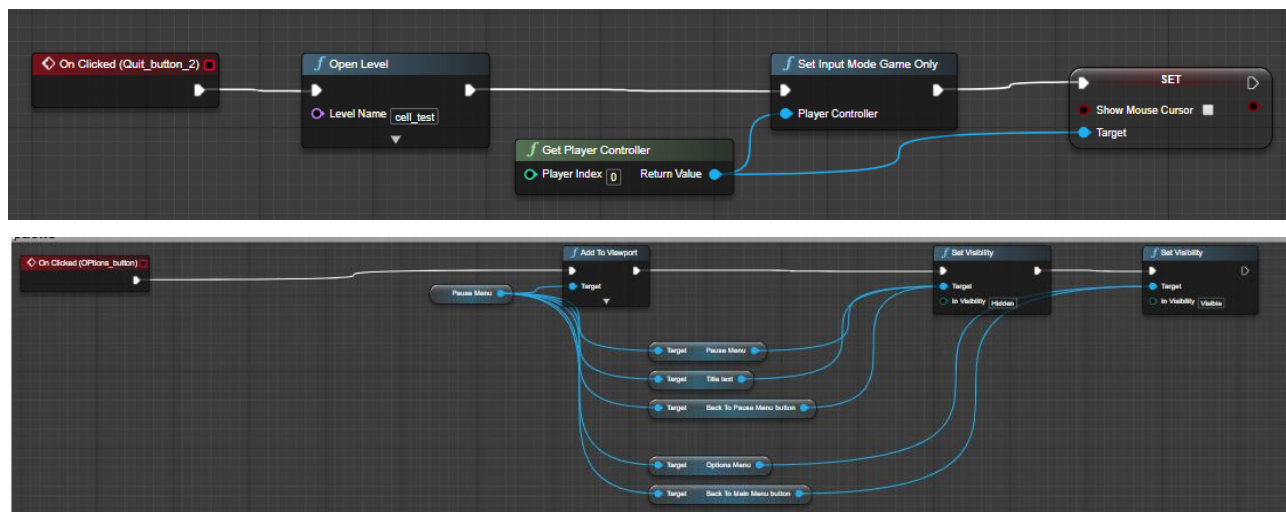 On Clicked (Quit_button_2)
Open Level
Level Name cell_test
Get Player Controller
Player Index 0 Return Value
Set Input Mode Game Only
Player Controller
SET
Show Mouse Cursor
Target
On Clicked (OPtions_button)
Pause Menu
Add To Viewport
Target
Target Pause Menu
Target Title text
Target Back To Pause Menu button
Target Options Menu
Target Back To Main Menu button
Set Visibility
Target
In Visibility Hidden
Set Visibility
Target
In Visibility Visible